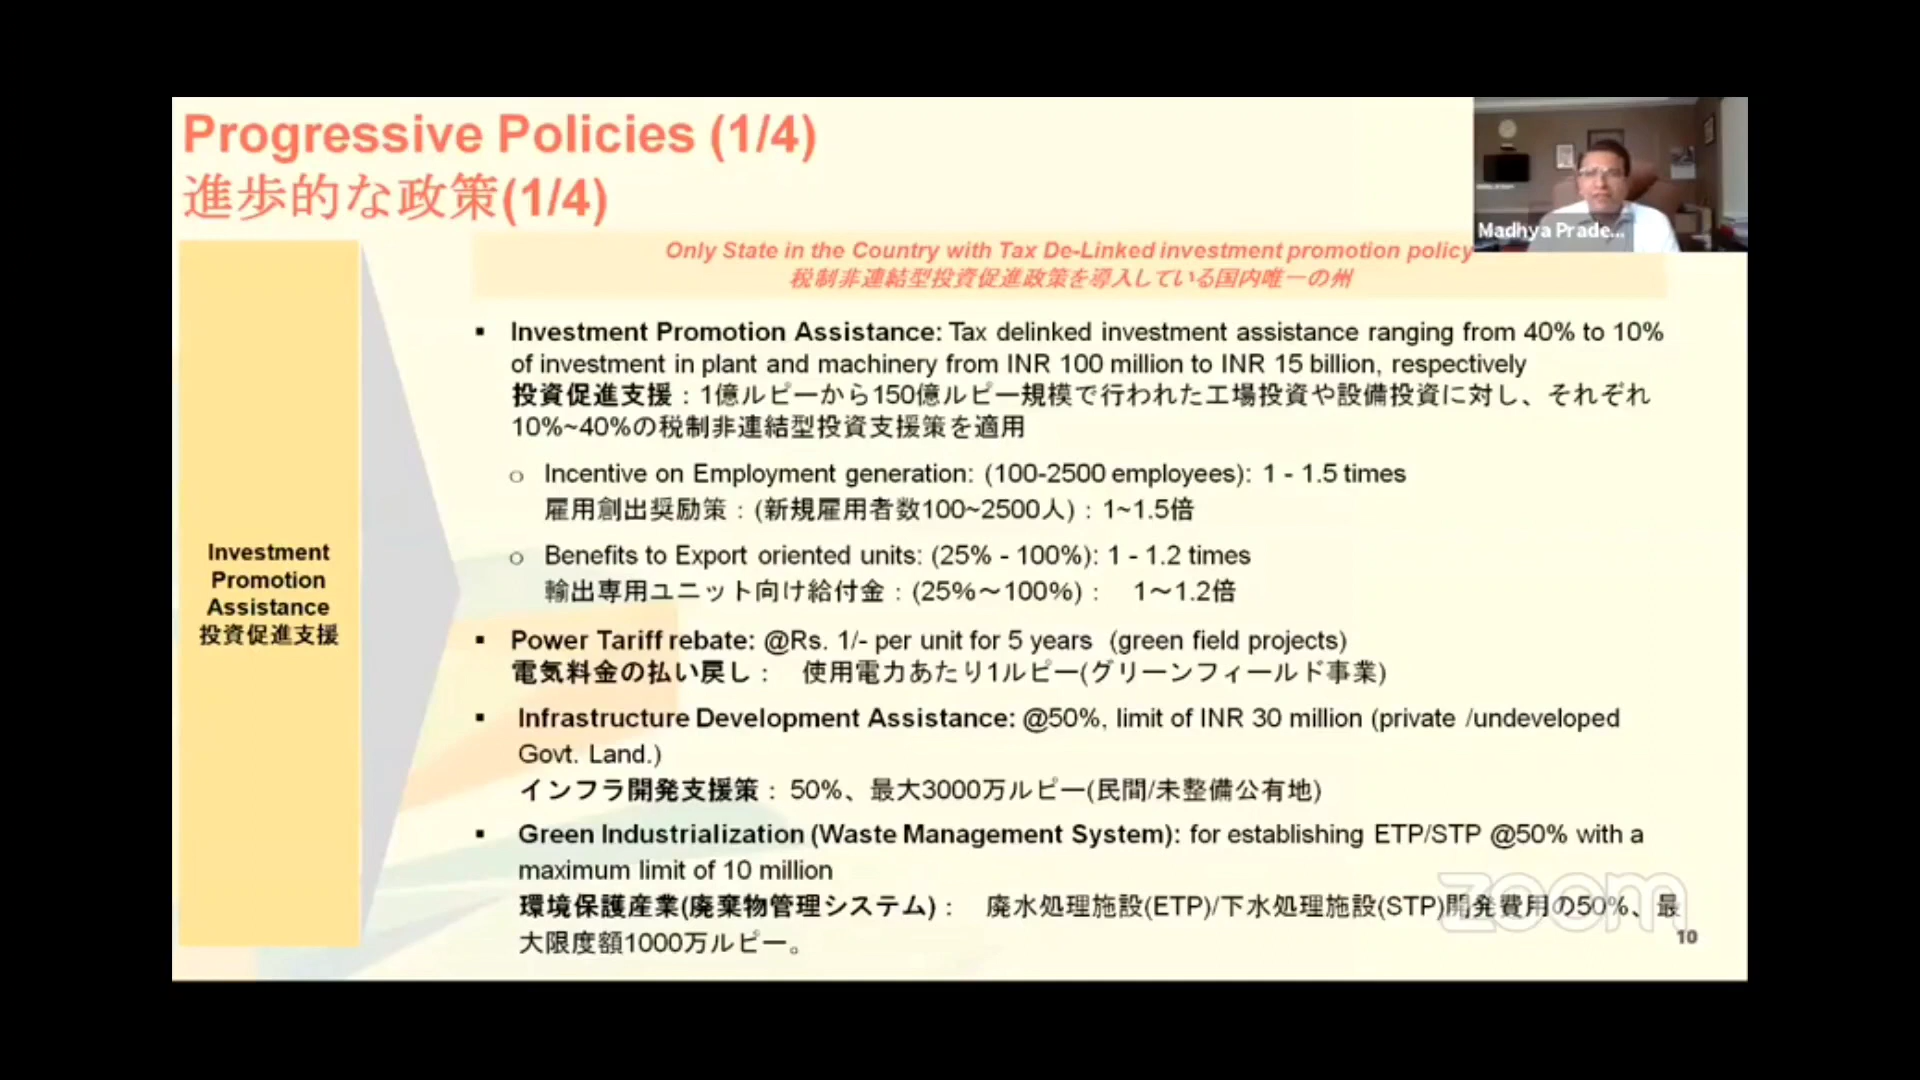 Progressive Policies (1/4)
進歩的な政策(1/4)
Madhya Prade...
Only State in the Country with Tax De-Linked investment promotion policy
税制非連結型投資促進政策を導入している国内唯一の州
Investment
Promotion
Assistance
投資促進支援
▪ Investment Promotion Assistance: Tax delinked investment assistance ranging from 40% to 10%
of investment in plant and machinery from INR 100 million to INR 15 billion, respectively
投資促進支援：1億ルピーから150億ルピー規模で行われた工場投資や設備投資に対し、それぞれ
10%~40%の税制非連結型投資支援策を適用
o Incentive on Employment generation: (100-2500 employees): 1 - 1.5 times
雇用創出奨励策：(新規雇用者数100~2500人)：1~1.5倍
o Benefits to Export oriented units: (25% - 100%): 1 - 1.2 times
輸出専用ユニット向け給付金：(25%～100%)： 1～1.2倍
▪ Power Tariff rebate: @Rs. 1/- per unit for 5 years (green field projects)
電気料金の払い戻し： 使用電力あたり1ルピー(グリーンフィールド事業)
▪ Infrastructure Development Assistance: @50%, limit of INR 30 million (private /undeveloped
Govt. Land.)
インフラ開発支援策：50%、最大3000万ルピー(民間/未整備公有地)
▪ Green Industrialization (Waste Management System): for establishing ETP/STP @50% with a
maximum limit of 10 million
環境保護産業(廃棄物管理システム)： 廃水処理施設(ETP)/下水処理施設(STP)開発費用の50%、最
大限度額1000万ルピー。
zoom
10